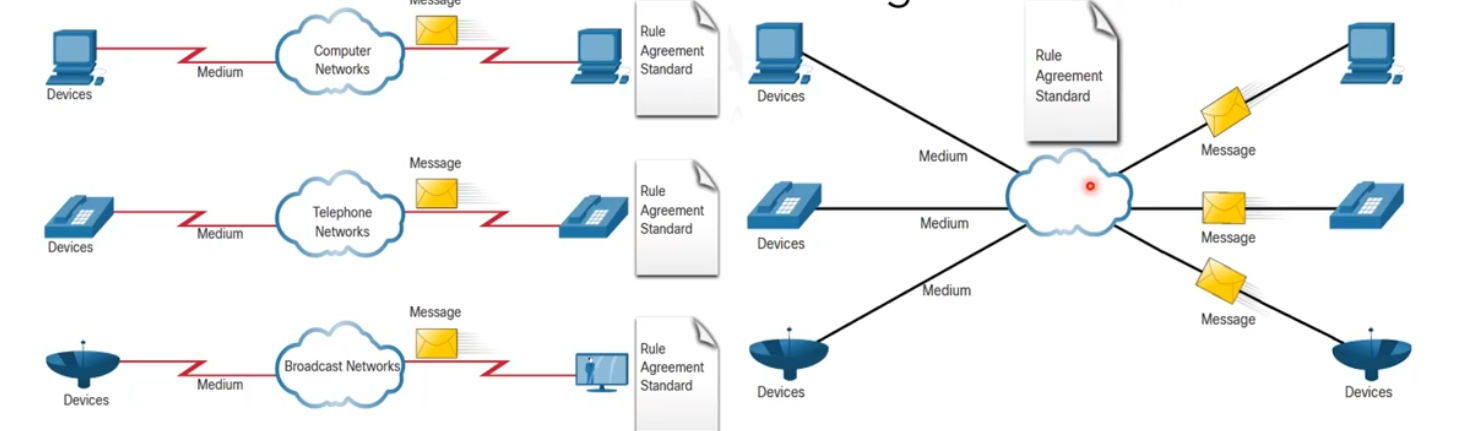 Message
Computer
Networks
Medium
Devices
Rule
Agreement
Standard
Message
Telephone
Networks
Medium
Devices
Rule
Agreement
Standard
Message
Broadcast Networks
Medium
Devices
Rule
Agreement
Standard
Rule
Agreement
Standard
Devices
Medium
Message
Devices
Medium
Message
Medium
Message
Devices
Devices